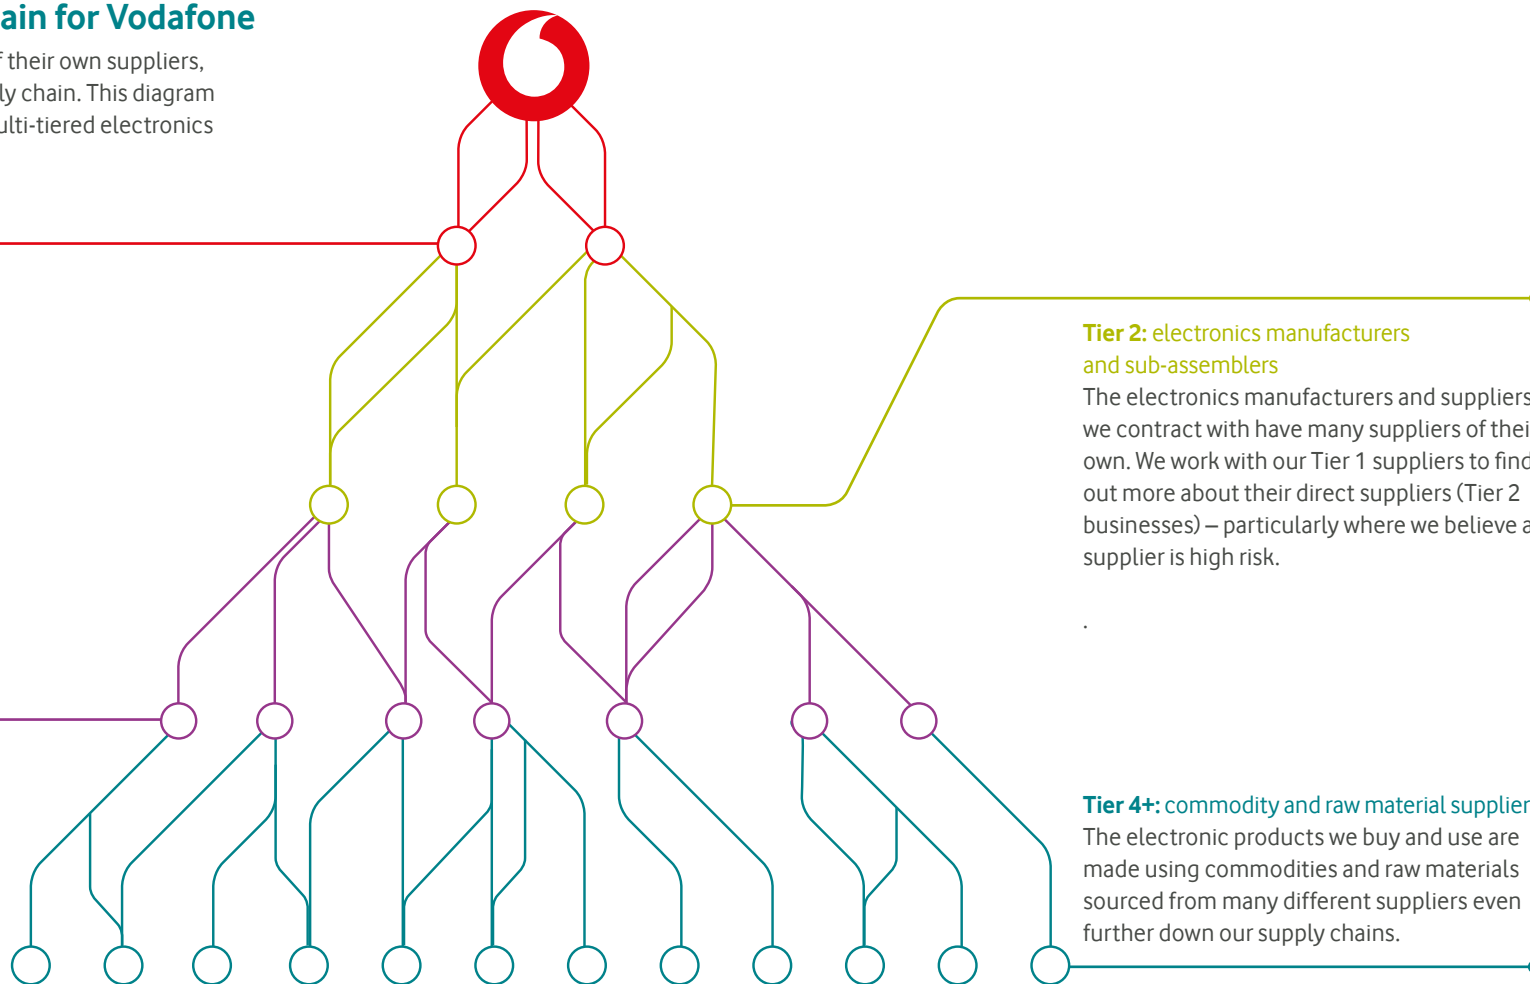 ain for Vodafone
f their own suppliers,
ly chain. This diagram
ulti-tiered electronics
Tier 2: electronics manufacturers
and sub-assemblers
The electronics manufacturers and suppliers
we contract with have many suppliers of thei
own. We work with our Tier 1 suppliers to find
out more about their direct suppliers (Tier 2
businesses) – particularly where we believe a
supplier is high risk.
.
Tier 4+: commodity and raw material supplier
The electronic products we buy and use are
made using commodities and raw materials
sourced from many different suppliers even
further down our supply chains.